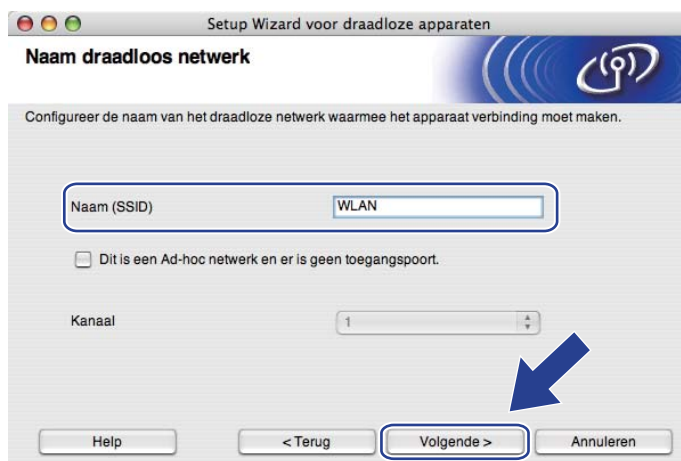 Setup Wizard voor draadloze apparaten
Naam draadloos netwerk
Configureer de naam van het draadloze netwerk waarmee het apparaat verbinding moet maken.
Naam (SSID) WLAN
Dit is een Ad-hoc netwerk en er is geen toegangspoort.
Kanaal 1
Help < Terug Volgende > Annuleren